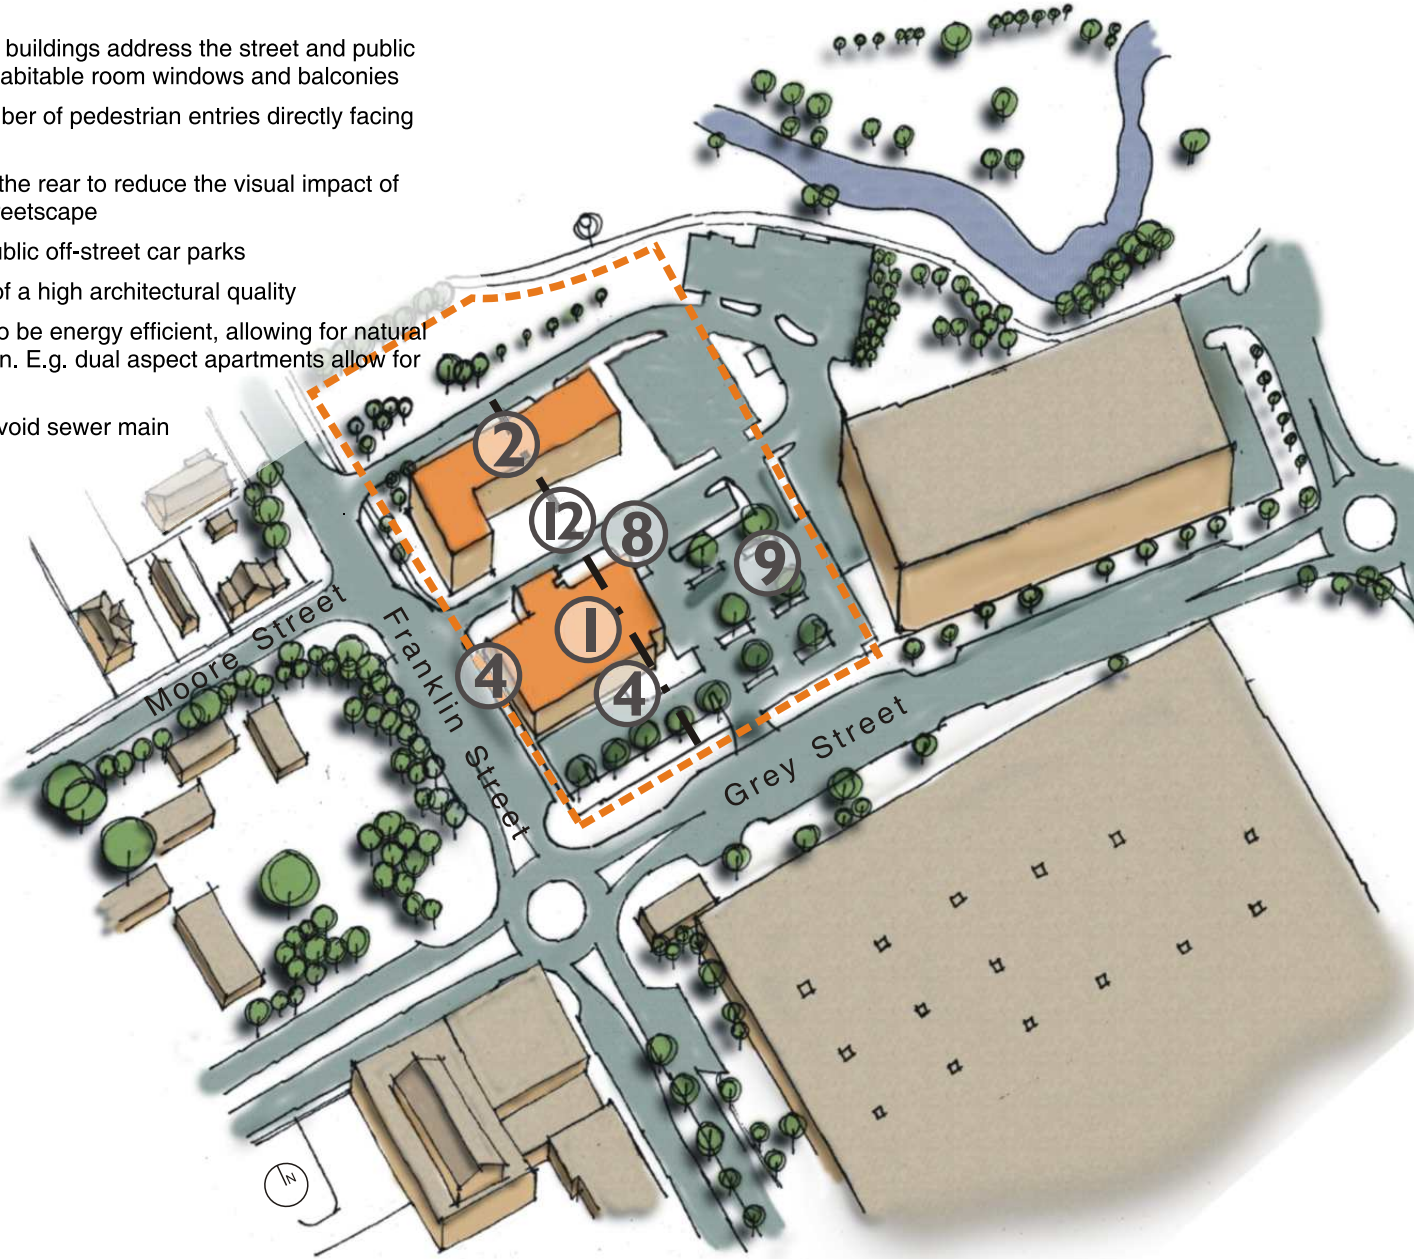 buildings address the street and public
abitable room windows and balconies
ber of pedestrian entries directly facing
the rear to reduce the visual impact of
reetscape
ublic off-street car parks
of a high architectural quality
o be energy efficient, allowing for natural
n. E.g. dual aspect apartments allow for
void sewer main
2
12
8
9
1
4
4
Moore Street
Franklin Street
Grey Street
N